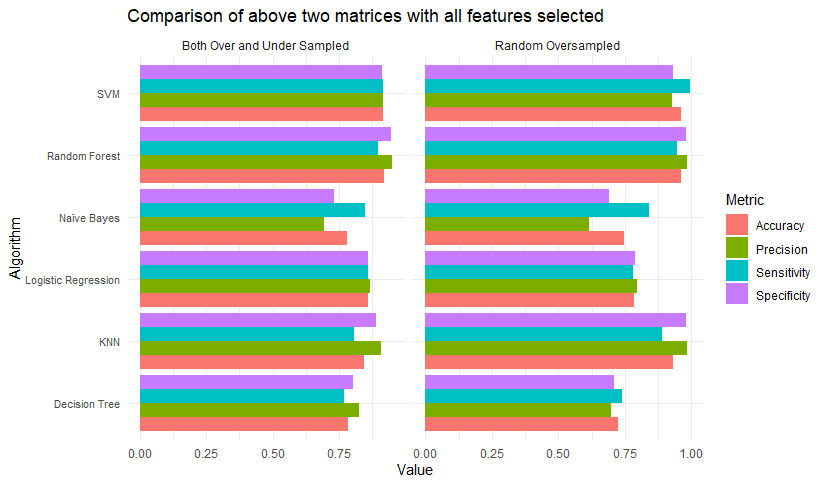 Comparison of above two matrices with all features selected
Both Over and Under Sampled
Random Oversampled
Algorithm
SVM
Random Forest
Naïve Bayes
Logistic Regression
KNN
Decision Tree
0.00 0.25 0.50 0.75
0.00 0.25 0.50 0.75 1.00
Value
Metric
Accuracy
Precision
Sensitivity
Specificity